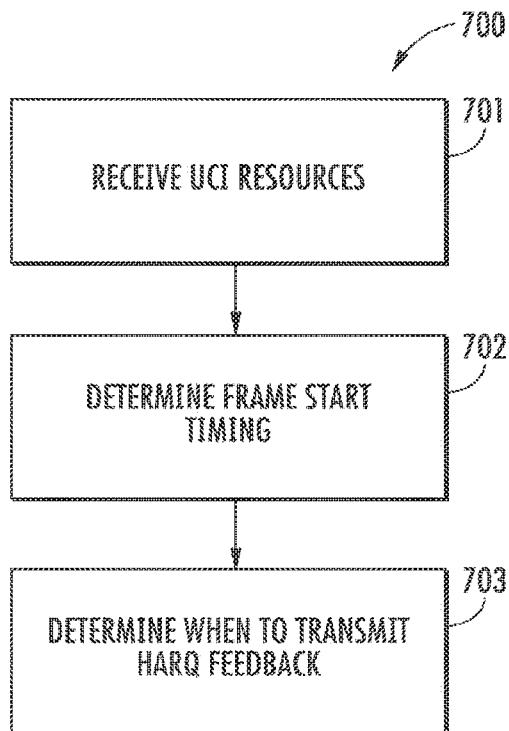 700
701
RECEIVE UCI RESOURCES
702
DETERMINE FRAME START
TIMING
703
DETERMINE WHEN TO TRANSMIT
HARQ FEEDBACK